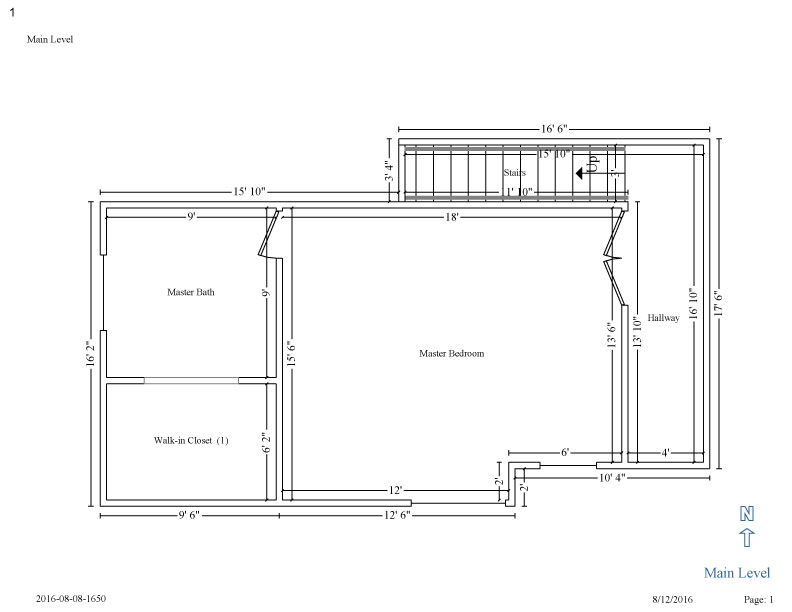 1
Main Level
16' 6"
15' 10"
3' 4"
Stairs
Up
3'
1' 10"
15' 10"
9'
18'
Master Bath
9'
16' 2"
15' 6"
Master Bedroom
13' 6"
13' 10"
Hallway
16' 10"
17' 6"
Walk-in Closet (1)
6' 2"
6'
4'
2'
2'
10' 4"
12'
9' 6"
12' 6"
N
Main Level
2016-08-08-1650
8/12/2016
Page: 1